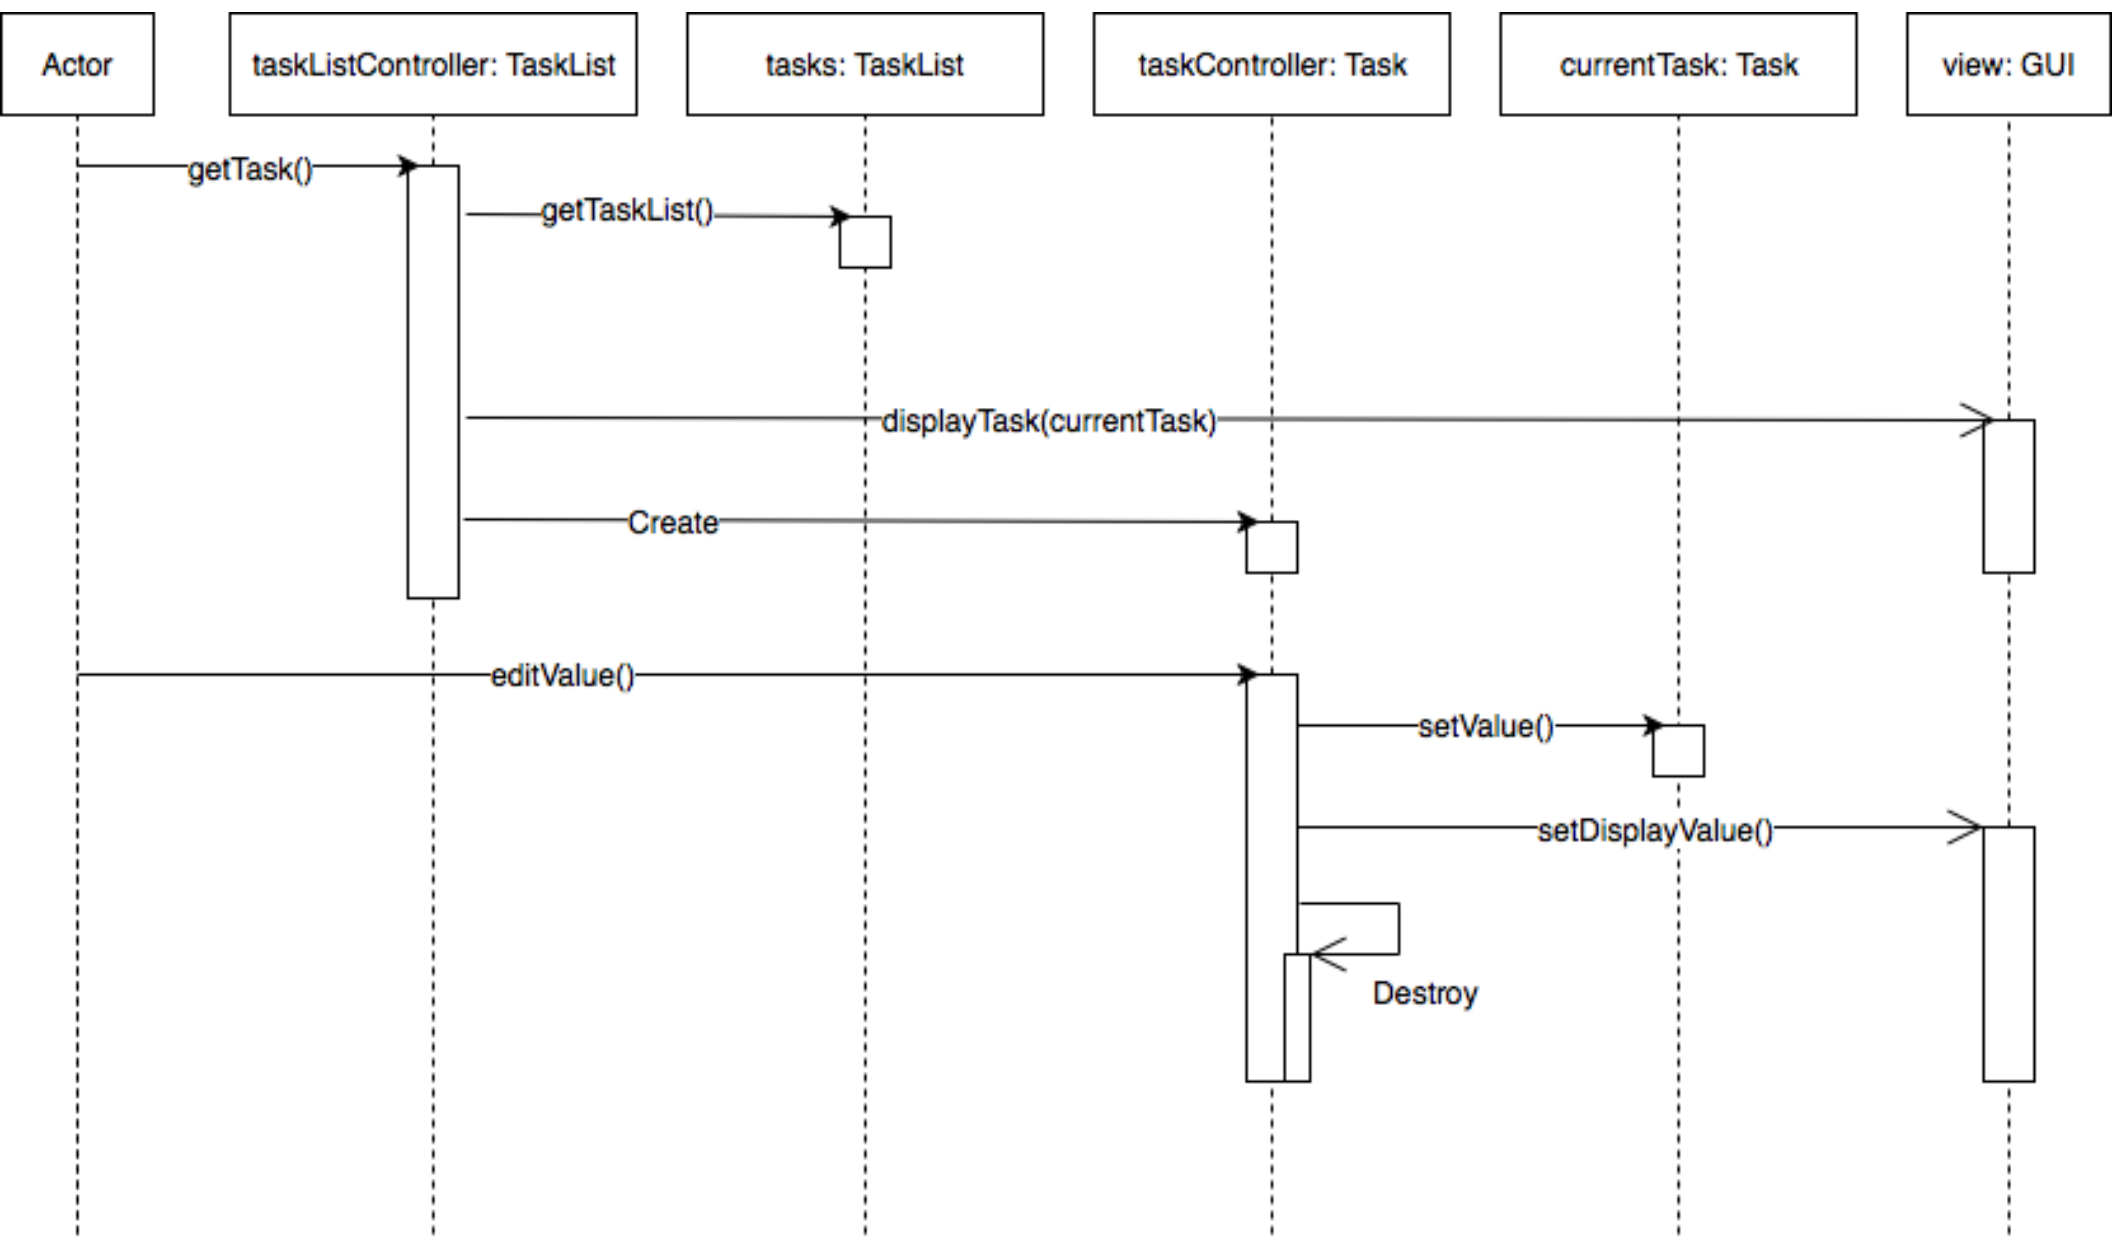 Actor
taskListController: TaskList
tasks: TaskList
taskController: Task
currentTask: Task
view: GUI
getTask()
getTaskList()
displayTask(currentTask)
Create
editValue()
setValue()
setDisplayValue()
Destroy